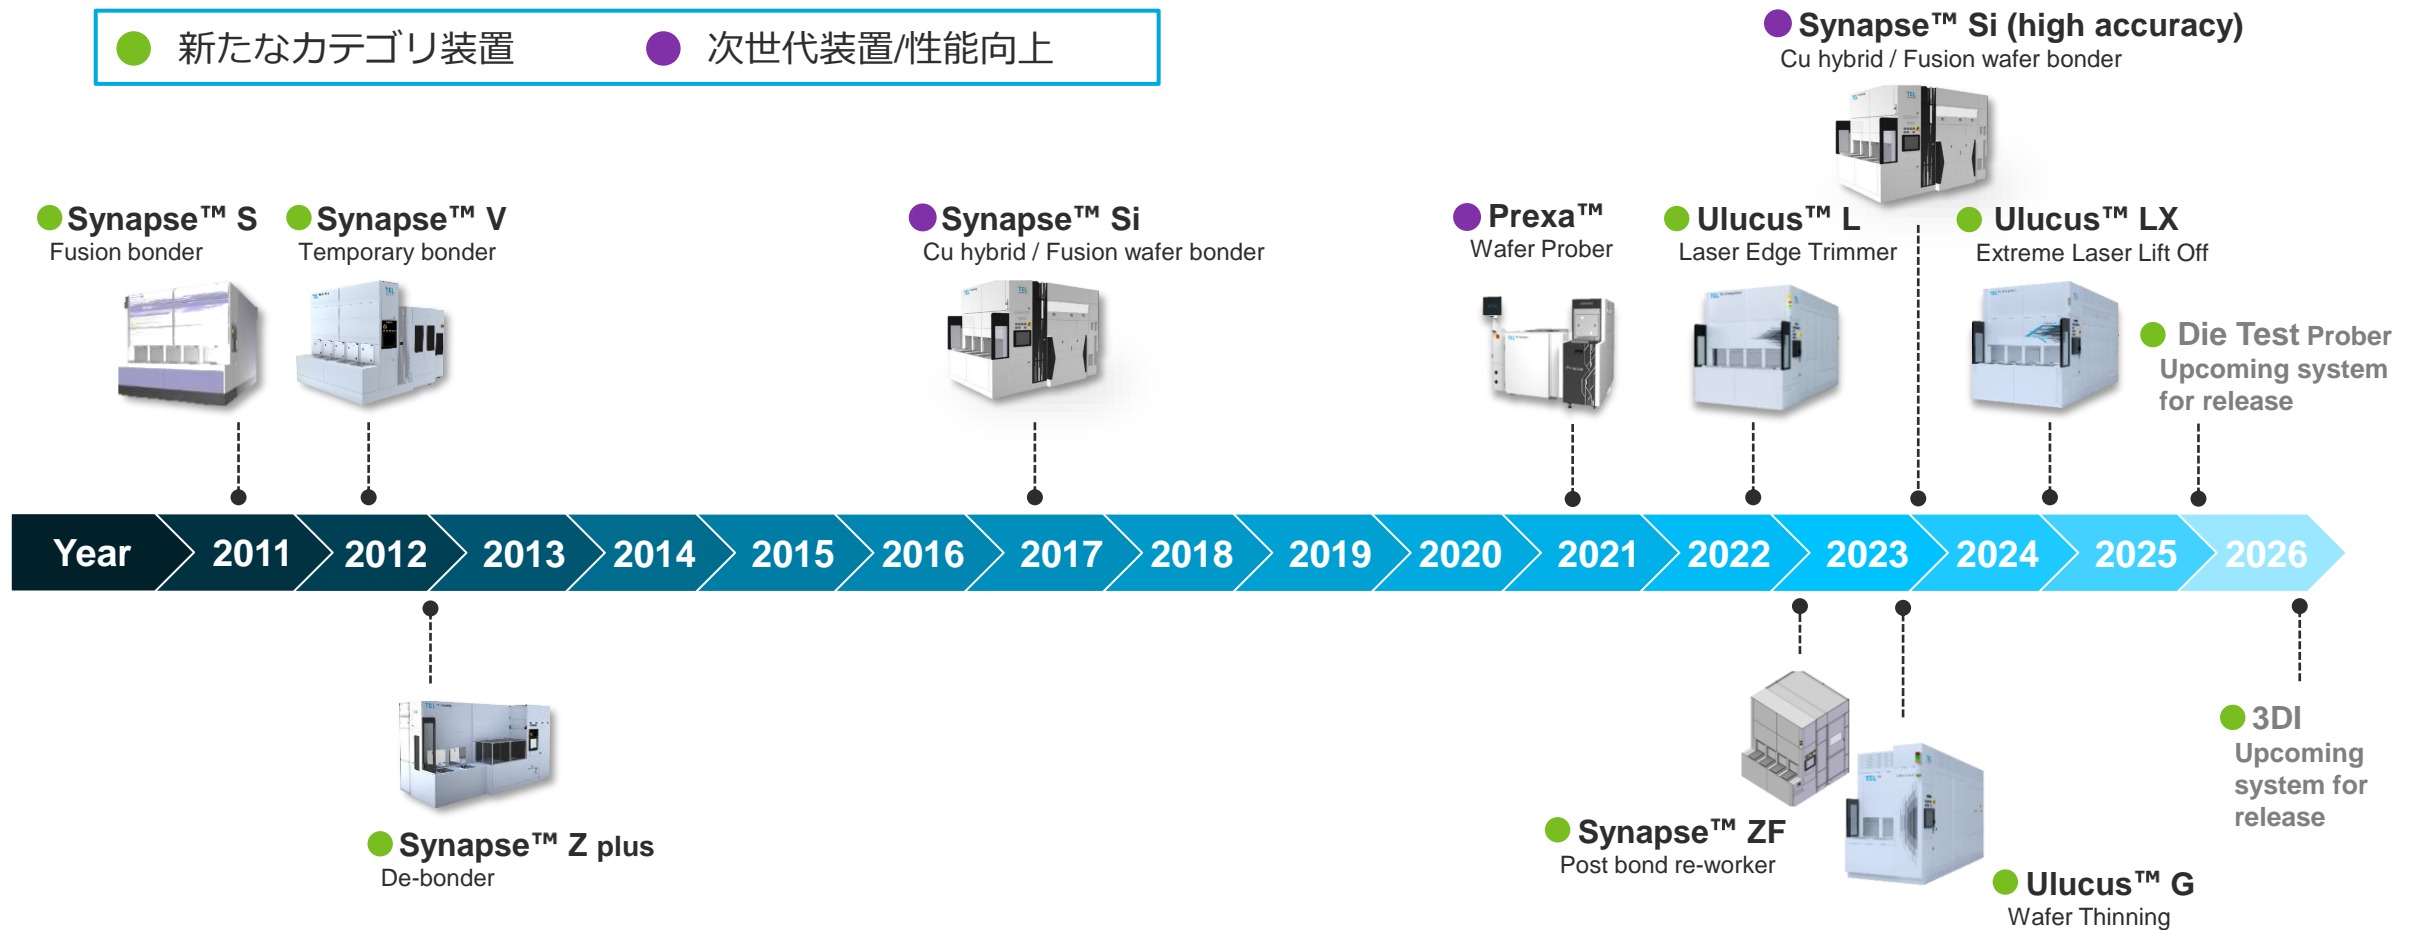 新たなカテゴリ装置
次世代装置/性能向上
Synapse™ Si (high accuracy)
Cu hybrid / Fusion wafer bonder
Synapse™ S
Fusion bonder
Synapse™ V
Temporary bonder
Synapse™ Si
Cu hybrid / Fusion wafer bonder
Prexa™
Wafer Prober
Ulucus™ L
Laser Edge Trimmer
Ulucus™ LX
Extreme Laser Lift Off
Die Test Prober
Upcoming system
for release
Year 2011 2012 2013 2014 2015 2016 2017 2018 2019 2020 2021 2022 2023 2024 2025 2026
Synapse™ Z plus
De-bonder
Synapse™ ZF
Post bond re-worker
Ulucus™ G
Wafer Thinning
3DI
Upcoming
system for
release